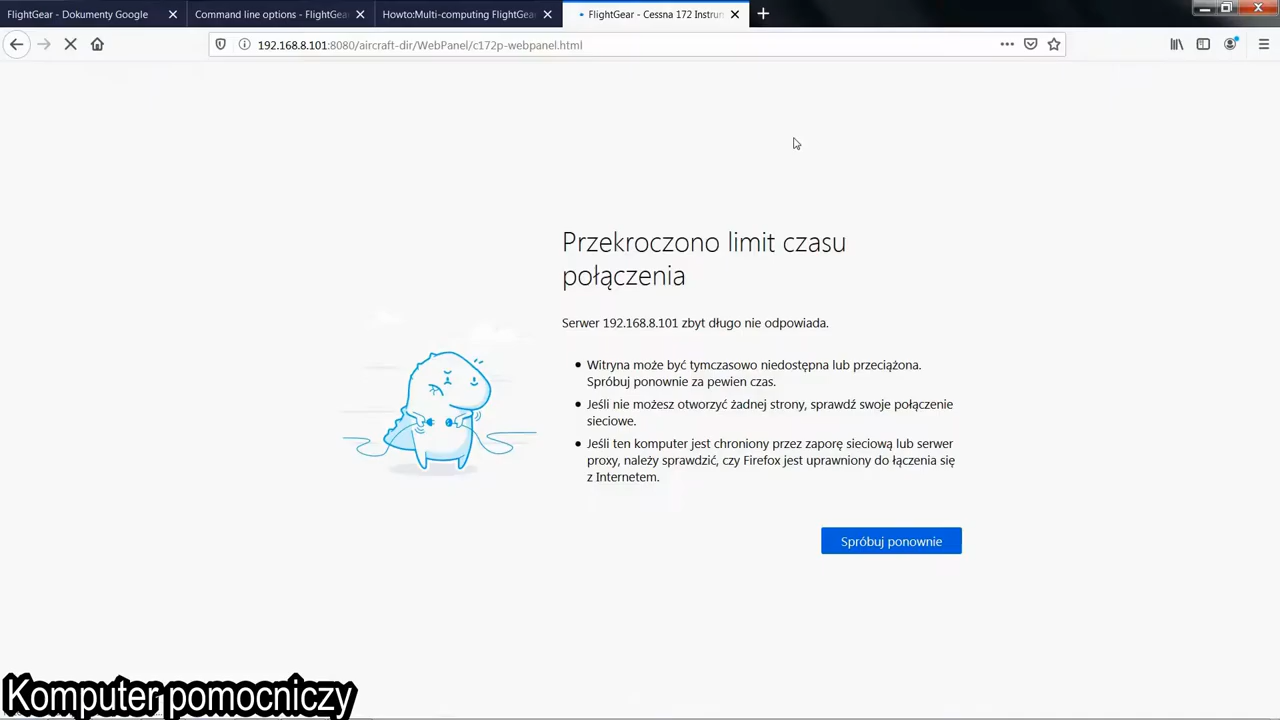 FlightGear - Dokumenty Google
Command line options - FlightGea
Howto:Multi-computing FlightGea
FlightGear - Cessna 172 Instrun
192.168.8.101:8080/aircraft-dir/WebPanel/c172p-webpanel.html
Przekroczono limit czasu
połączenia
Serwer 192.168.8.101 zbyt długo nie odpowiada.
Witryna może być tymczasowo niedostępna lub przeciążona.
Spróbuj ponownie za pewien czas.
Jeśli nie możesz otworzyć żadnej strony, sprawdź swoje połączenie
sieciowe.
Jeśli ten komputer jest chroniony przez zaporę sieciową lub serwer
proxy, należy sprawdzić, czy Firefox jest uprawniony do łączenia się
z Internetem.
Spróbuj ponownie
Komputer pomocniczy